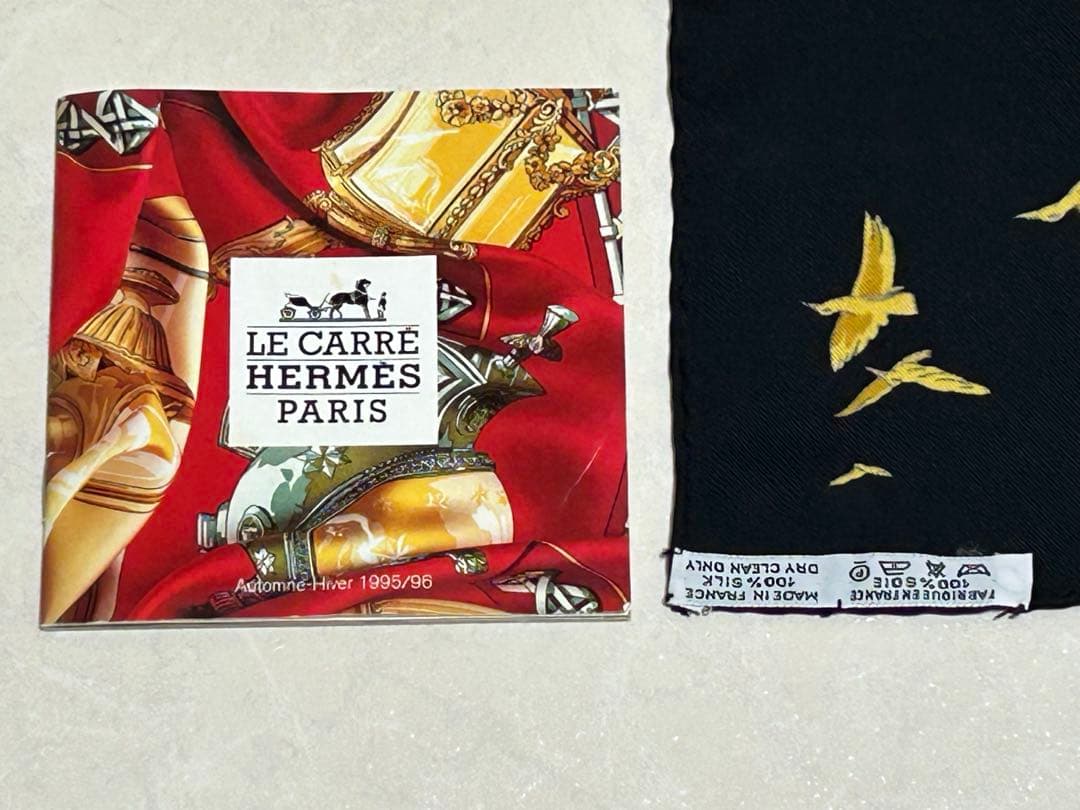 LE CARRÉ
HERMÈS
PARIS
Automne-Hiver 1995/96
FABRIQUE EN FRANCE
100% SOIE
P
MADE IN FRANCE
100% SILK
DRY CLEAN ONLY